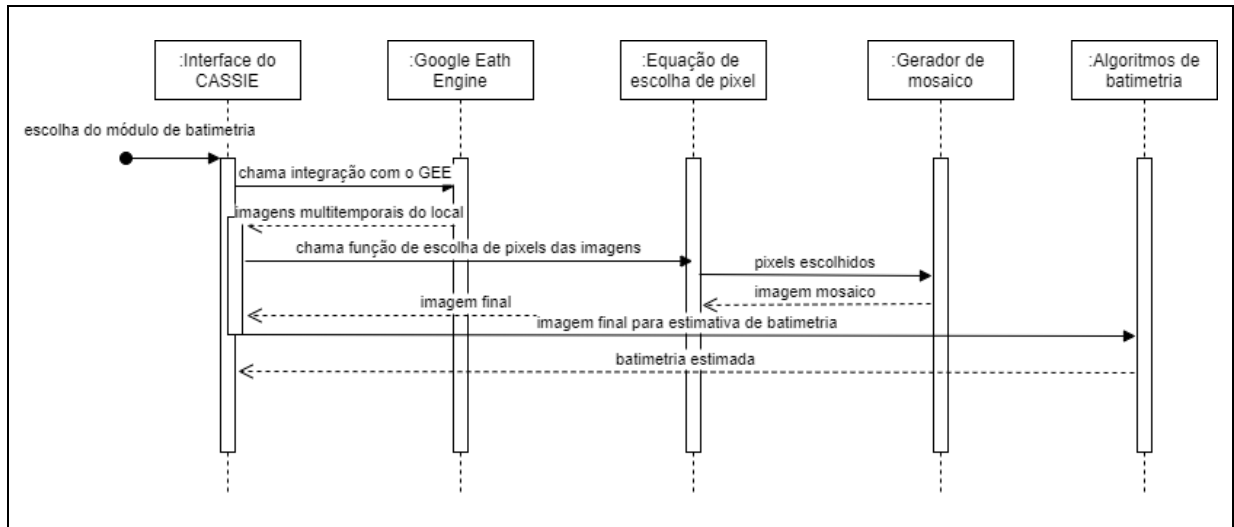 :Interface do
CASSIE
:Google Eath
Engine
:Equação de
escolha de pixel
:Gerador de
mosaico
:Algoritmos de
batimetria
escolha do módulo de batimetria
chama integração com o GEE
imagens multitemporais do local
chama função de escolha de pixels das imagens
pixels escolhidos
imagem mosaico
imagem final
imagem final para estimativa de batimetria
batimetria estimada